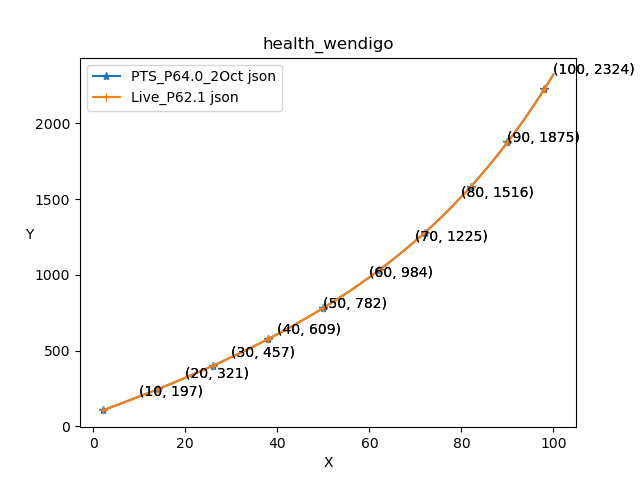 health_wendigo
PTS_P64.0_2Oct json
Live_P62.1 json
(100, 2324)
(90, 1875)
(80, 1516)
(70, 1225)
(60, 984)
(50, 782)
(40, 609)
(30, 457)
(20, 321)
(10, 197)
Y
2000
1500
1000
500
0
0 20 40 60 80 100
X